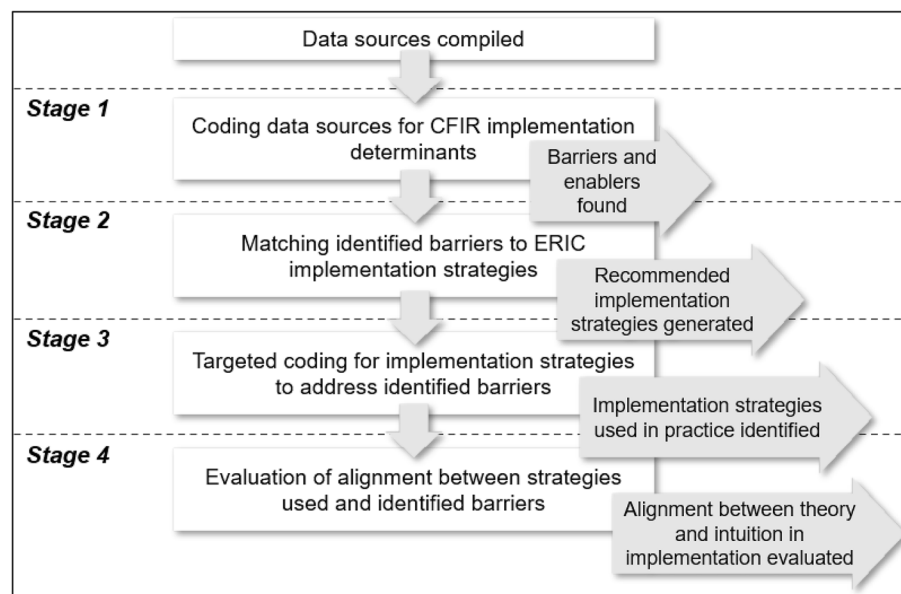 Data sources compiled
Stage 1
Coding data sources for CFIR implementation
determinants
Barriers and
enablers
found
Stage 2
Matching identified barriers to ERIC
implementation strategies
Recommended
implementation
strategies generated
Stage 3
Targeted coding for implementation strategies
to address identified barriers
Implementation strategies
used in practice identified
Stage 4
Evaluation of alignment between strategies
used and identified barriers
Alignment between theory
and intuition in
implementation evaluated